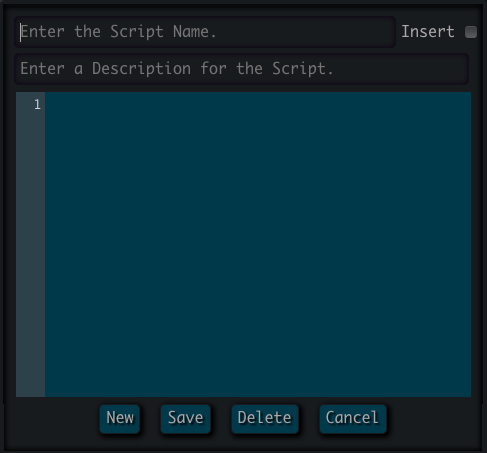 Enter the Script Name. Insert
Enter a Description for the Script.
1
New Save Delete Cancel